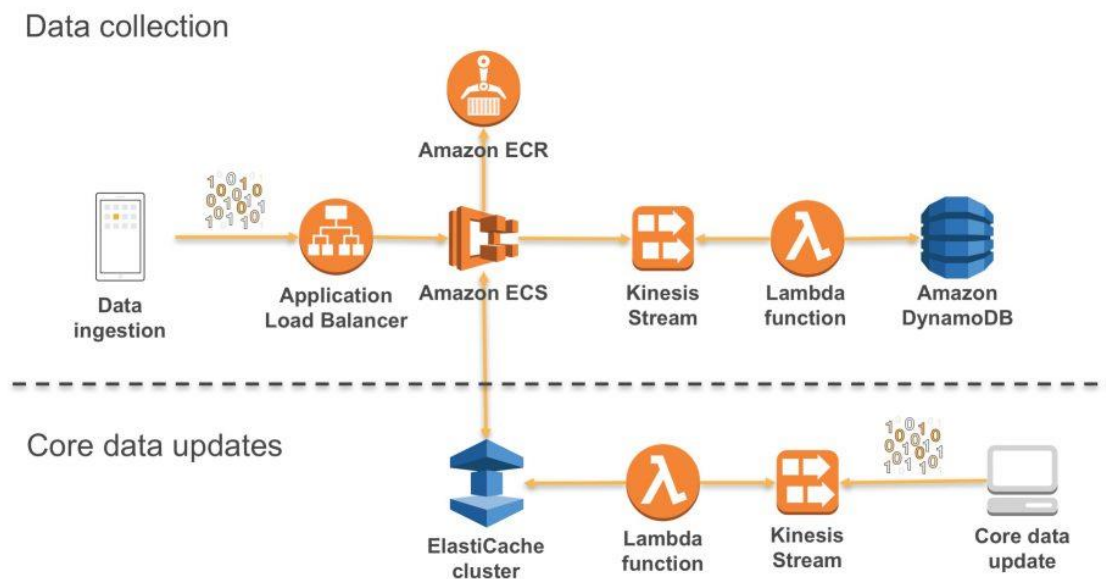 Data collection
Amazon ECR
Data
ingestion
Application
Load Balancer
Amazon ECS
Kinesis
Stream
Lambda
function
Amazon
DynamoDB
Core data updates
ElastiCache
cluster
Lambda
function
Kinesis
Stream
Core data
update